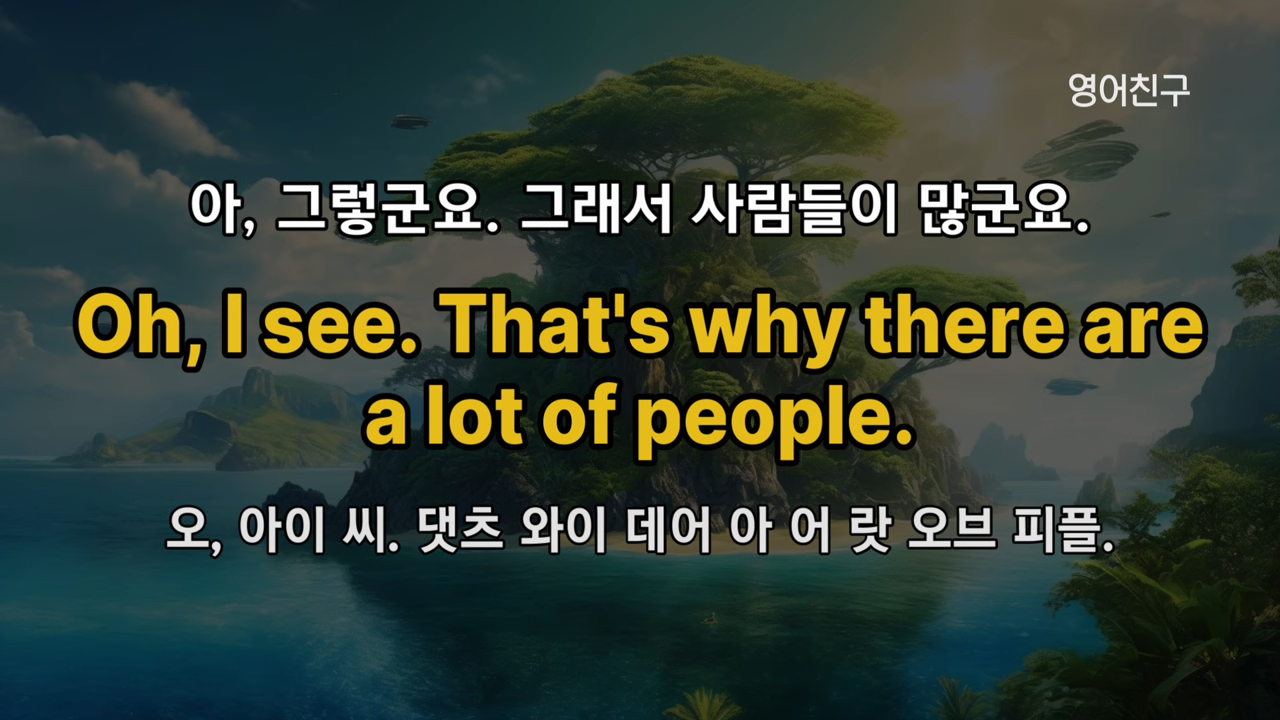 영어친구
아, 그렇군요. 그래서 사람들이 많군요.
Oh, I see. That's why there are
a lot of people.
오, 아이 씨. 댓츠 와이 데어 아 어 랏 오브 피플.